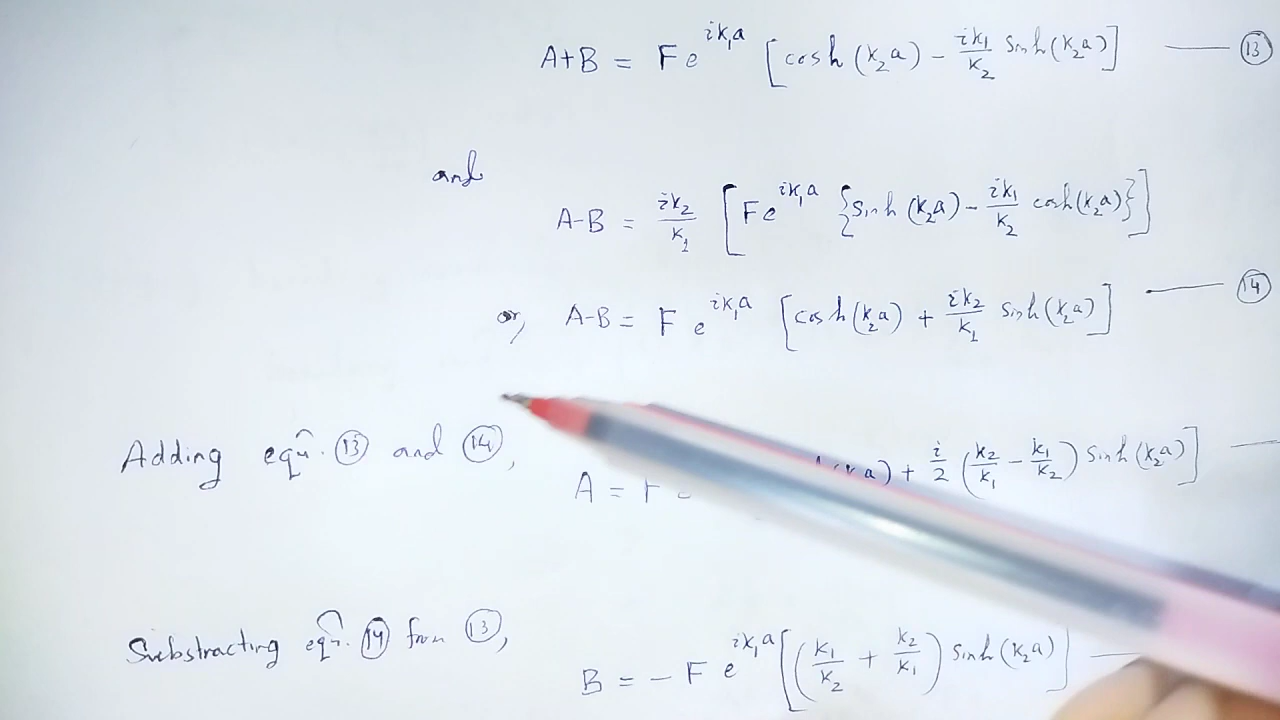 A+B = F e^{ik₁a} [cosh (k₂a) - ik₁/k₂ Sinh(k₂a)] —— ⑬
and
A-B = ik₂/k₁ [Fe^{ik₁a} {Sinh (k₂a) - ik₁/k₂ cosh(k₂a)}]
or, A-B = F e^{ik₁a} [cosh (k₂a) + ik₂/k₁ Sinh (k₂a)] —— ⑭
Adding eqn. ⑬ and ⑭,
A = F + i/2 (k₂/k₁ - k₁/k₂) Sinh (k₂a)] ——
Substracting eqn. ⑭ from ⑬,
B = - F e^{ik₁a} [(k₁/k₂ + k₂/k₁) Sinh (k₂a)] ——